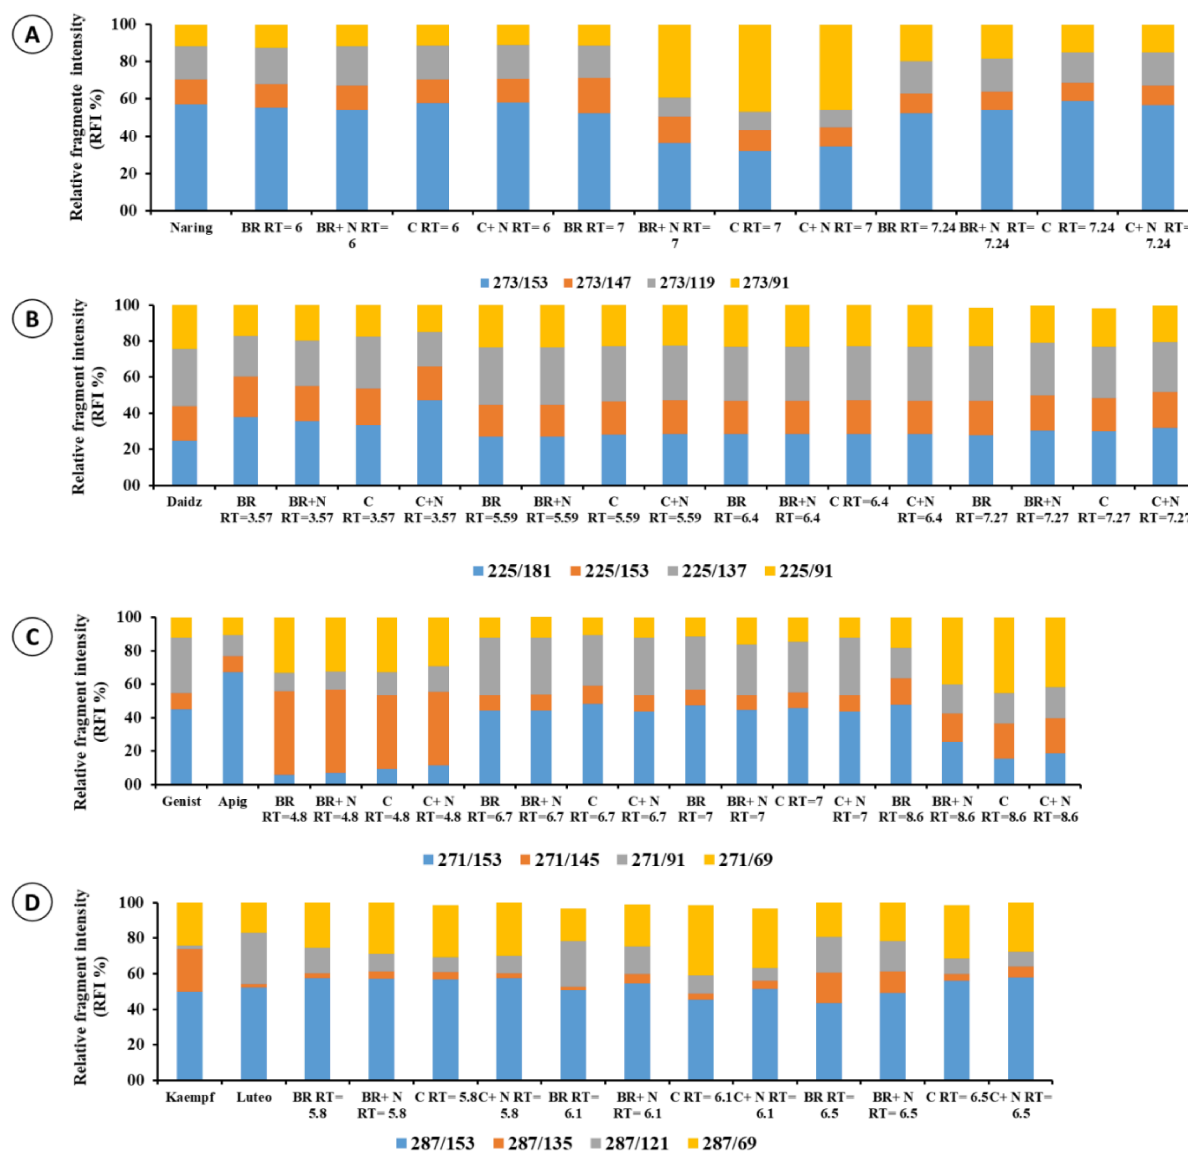 A
Relative fragmente intensity
(RFI %)
100
80
60
40
20
00
Naring BR RT= 6 BR+ N RT= 6 C RT= 6 C+ N RT= 6 BR RT= 7 BR+ N RT= 7 C RT= 7 C+ N RT= 7 BR RT= 7.24 BR+ N RT= 7.24 C RT= 7.24 C+ N RT= 7.24
273/153 273/147 273/119 273/91
B
Relative fragment intensity
(RFI %)
100
80
60
40
20
00
Daidz BR RT=3.57 BR+N RT=3.57 C RT=3.57 C+N RT=3.57 BR RT=5.59 BR+N RT=5.59 C RT=5.59 C+N RT=5.59 BR RT=6.4 BR+N RT=6.4 C RT=6.4 C+N RT=6.4 BR RT=7.27 BR+N RT=7.27 C RT=7.27 C+N RT=7.27
225/181 225/153 225/137 225/91
C
Relative fragment intensity
(RFI %)
100
80
60
40
20
00
Genist Apig BR RT=4.8 BR+ N RT=4.8 C RT=4.8 C+ N RT=4.8 BR RT=6.7 BR+ N RT=6.7 C RT=6.7 C+ N RT=6.7 BR RT=7 BR+ N RT=7 C RT=7 C+ N RT=7 BR RT=8.6 BR+ N RT=8.6 C RT=8.6 C+ N RT=8.6
271/153 271/145 271/91 271/69
D
Relative fragment intensity
(RFI %)
100
80
60
40
20
00
Kaempf Luteo BR RT= 5.8 BR+ N RT= 5.8 C RT= 5.8 C+ N RT= 5.8 BR RT= 6.1 BR+ N RT= 6.1 C RT= 6.1 C+ N RT= 6.1 BR RT= 6.5 BR+ N RT= 6.5 C RT= 6.5 C+ N RT= 6.5
287/153 287/135 287/121 287/69